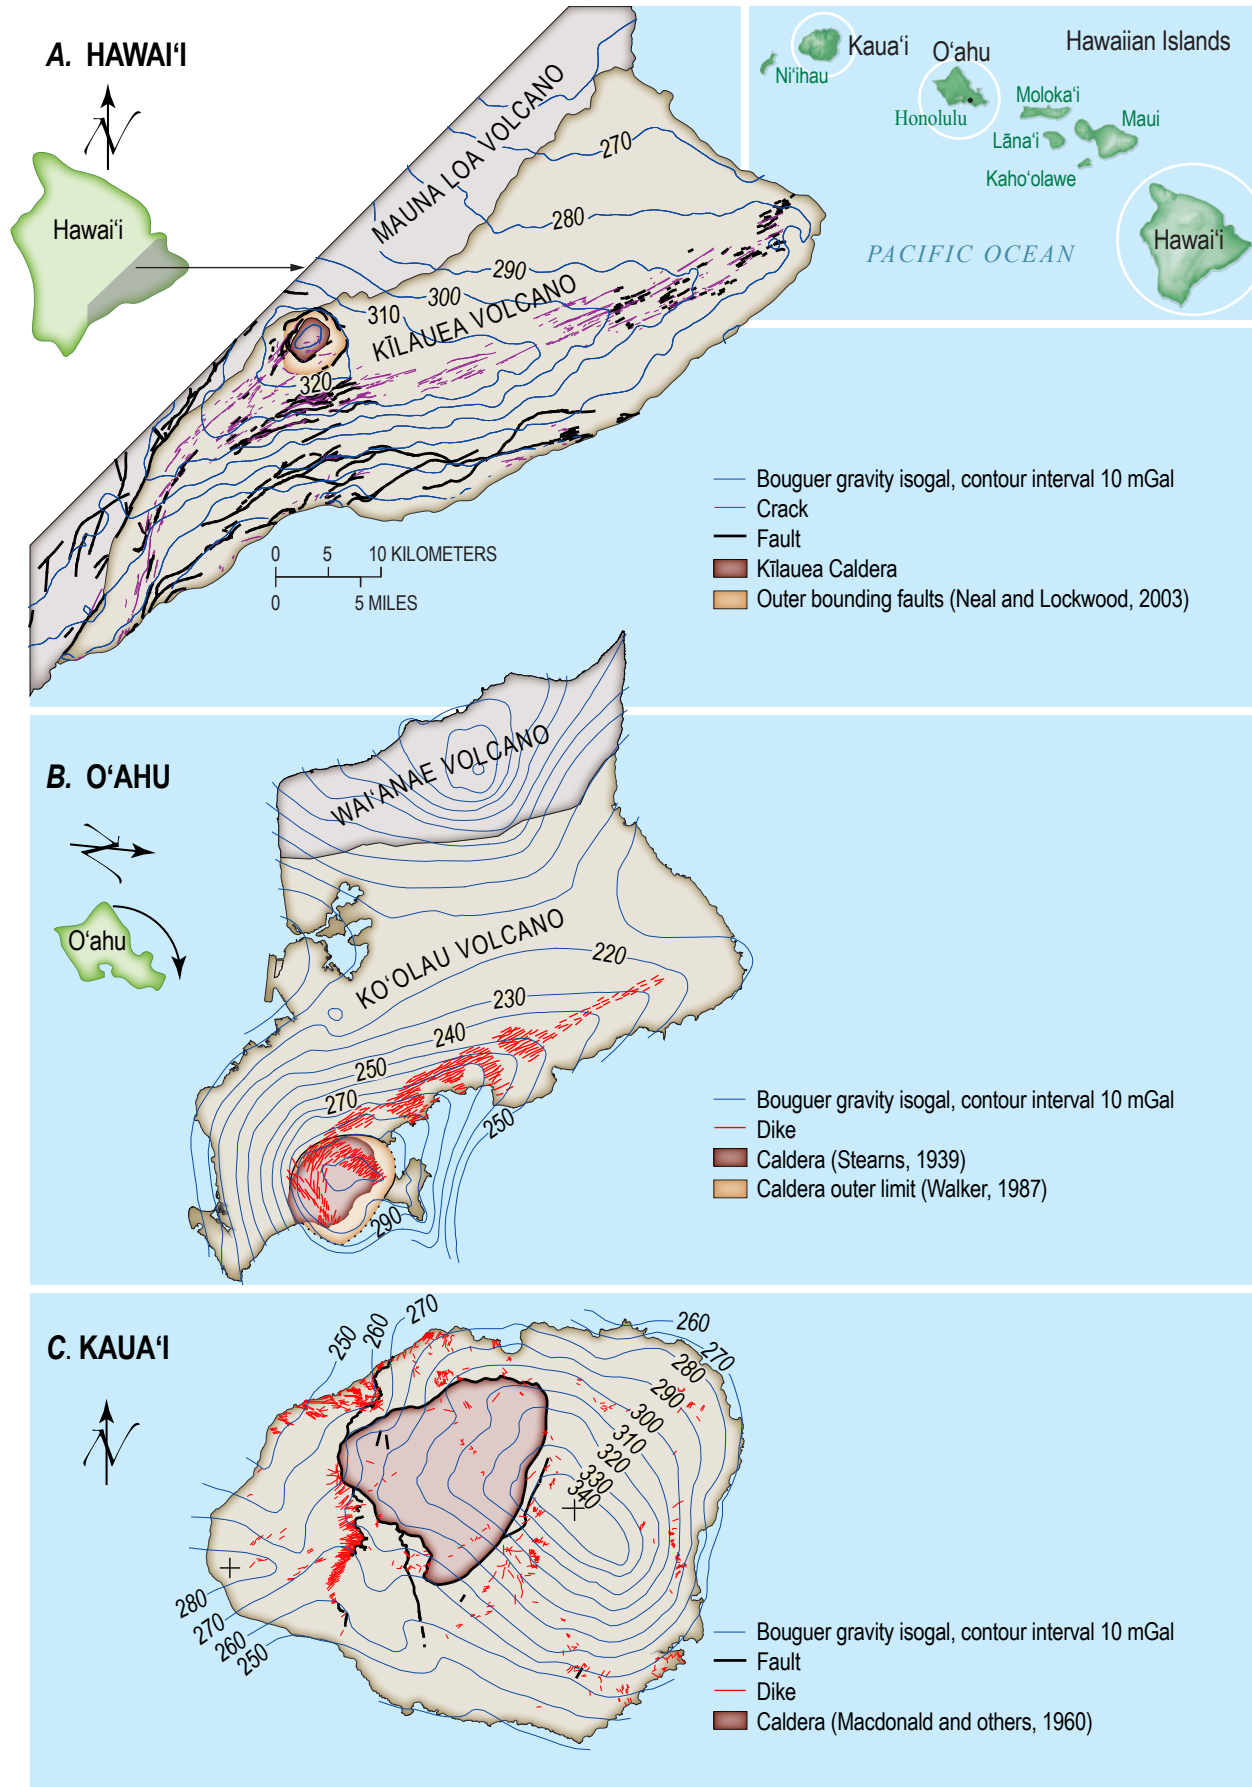 A. HAWAI‘I
N
Hawai‘i
MAUNA LOA VOLCANO
KĪLAUEA VOLCANO
270
280
290
300
310
320
0 5 10 KILOMETERS
0 5 MILES
Hawaiian Islands
Kaua‘i
O‘ahu
Ni‘ihau
Honolulu
Moloka‘i
Maui
Lāna‘i
Kaho‘olawe
Hawai‘i
PACIFIC OCEAN
Bouguer gravity isogal, contour interval 10 mGal
Crack
Fault
Kīlauea Caldera
Outer bounding faults (Neal and Lockwood, 2003)
B. O‘AHU
N
O‘ahu
WAI‘ANAE VOLCANO
KO‘OLAU VOLCANO
220
230
240
250
270
250
290
Bouguer gravity isogal, contour interval 10 mGal
Dike
Caldera (Stearns, 1939)
Caldera outer limit (Walker, 1987)
C. KAUA‘I
N
250
260
270
260
270
280
290
300
310
320
330
340
280
270
260
250
Bouguer gravity isogal, contour interval 10 mGal
Fault
Dike
Caldera (Macdonald and others, 1960)